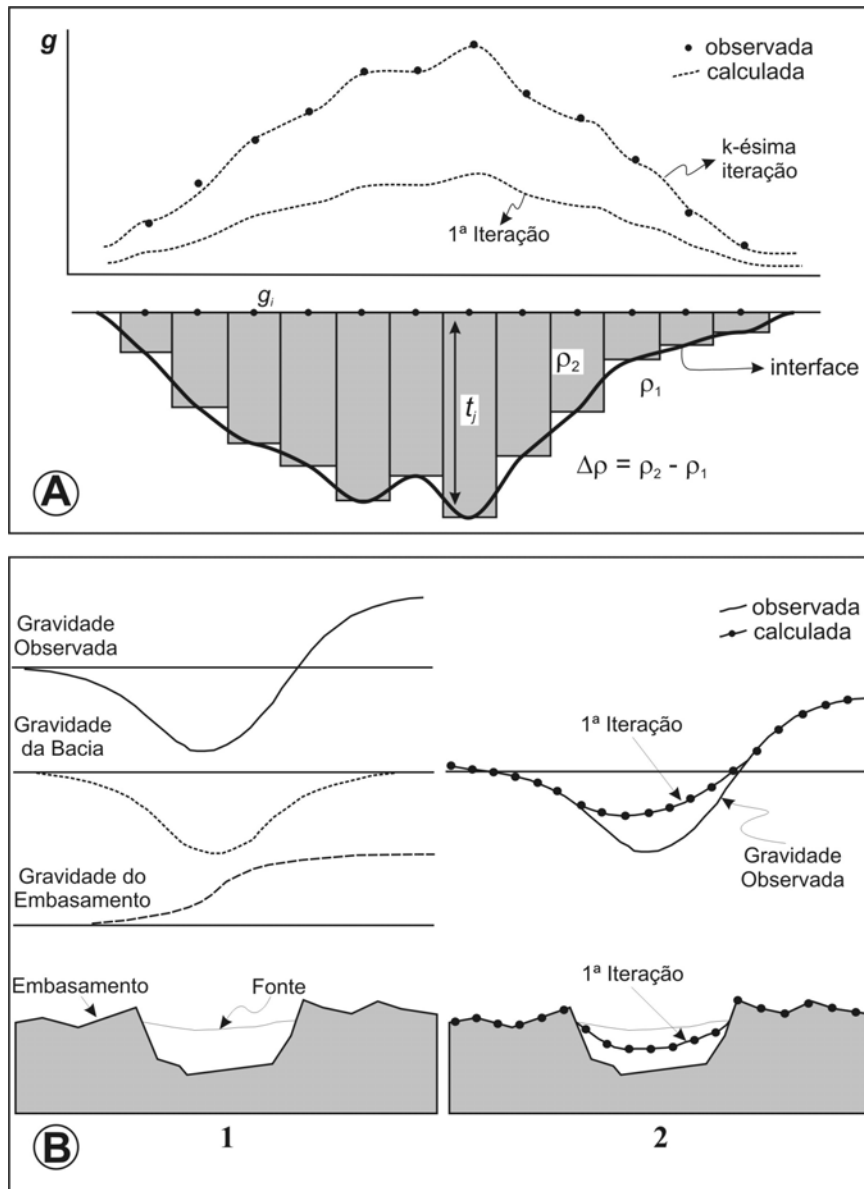 g
observada
calculada
k-ésima
iteração
1ª Iteração
gᵢ
ρ₂
tⱼ
ρ₁
interface
Δρ = ρ₂ - ρ₁
A
Gravidade
Observada
observada
calculada
Gravidade
da Bacia
1ª Iteração
Gravidade
Observada
Gravidade do
Embasamento
Embasamento
Fonte
1ª Iteração
1
2
B